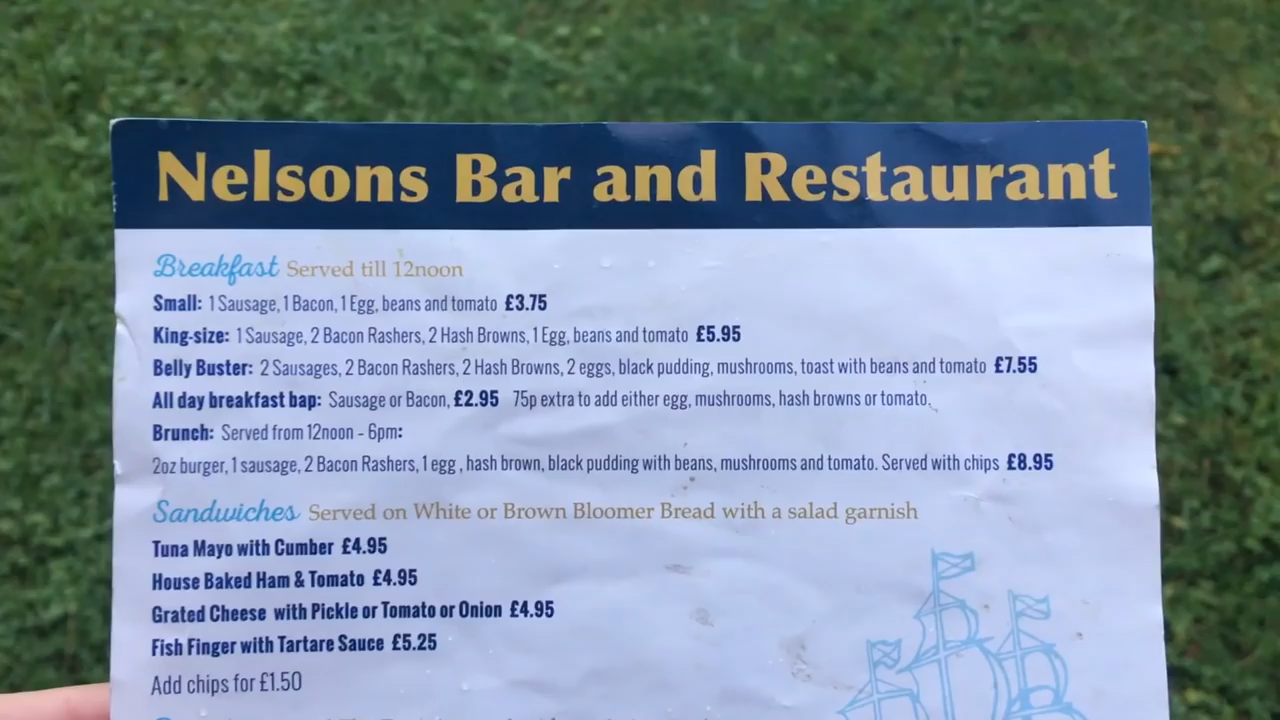 Nelsons Bar and Restaurant
Breakfast Served till 12noon
Small: 1 Sausage, 1 Bacon, 1 Egg, beans and tomato £3.75
King-size: 1 Sausage, 2 Bacon Rashers, 2 Hash Browns, 1 Egg, beans and tomato £5.95
Belly Buster: 2 Sausages, 2 Bacon Rashers, 2 Hash Browns, 2 eggs, black pudding, mushrooms, toast with beans and tomato £7.55
All day breakfast bap: Sausage or Bacon, £2.95 75p extra to add either egg, mushrooms, hash browns or tomato.
Brunch: Served from 12noon - 6pm:
2oz burger, 1 sausage, 2 Bacon Rashers, 1 egg , hash brown, black pudding with beans, mushrooms and tomato. Served with chips £8.95
Sandwiches Served on White or Brown Bloomer Bread with a salad garnish
Tuna Mayo with Cumber £4.95
House Baked Ham & Tomato £4.95
Grated Cheese with Pickle or Tomato or Onion £4.95
Fish Finger with Tartare Sauce £5.25
Add chips for £1.50